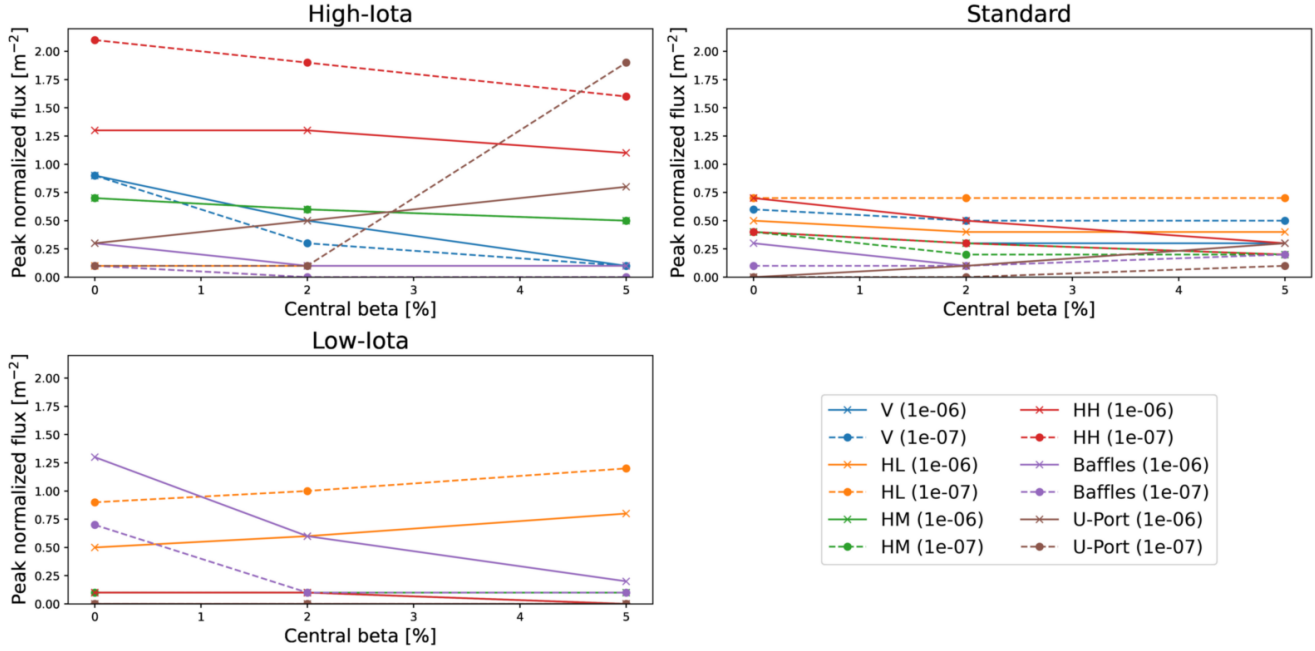 High-Iota
Peak normalized flux [m⁻²]
2.00
1.75
1.50
1.25
1.00
0.75
0.50
0.25
0.00
0 1 2 3 4 5
Central beta [%]
Standard
Peak normalized flux [m⁻²]
2.00
1.75
1.50
1.25
1.00
0.75
0.50
0.25
0.00
0 1 2 3 4 5
Central beta [%]
Low-Iota
Peak normalized flux [m⁻²]
2.00
1.75
1.50
1.25
1.00
0.75
0.50
0.25
0.00
0 1 2 3 4 5
Central beta [%]
V (1e-06)
V (1e-07)
HL (1e-06)
HL (1e-07)
HM (1e-06)
HM (1e-07)
HH (1e-06)
HH (1e-07)
Baffles (1e-06)
Baffles (1e-07)
U-Port (1e-06)
U-Port (1e-07)